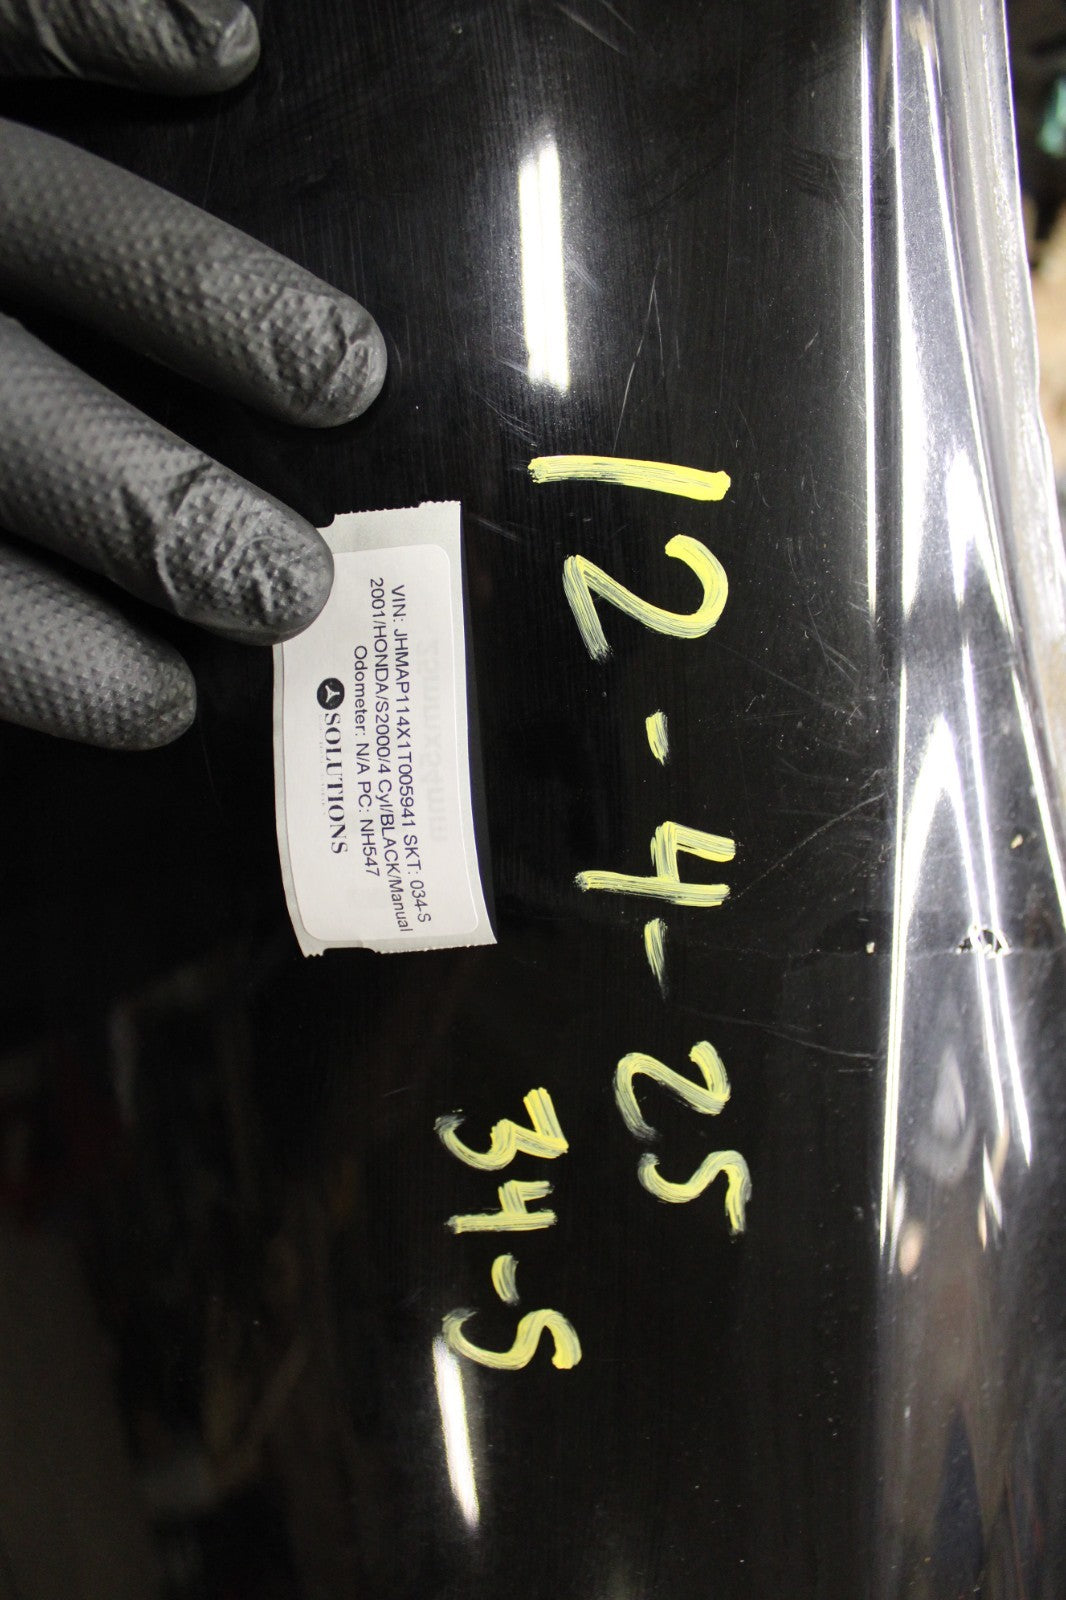 VIN: JHMAP114X1T005941 SKT: 034-S
2001/HONDA/S2000/4 Cyl/BLACK/Manual
Odometer: N/A PC: NH547
SOLUTIONS
12-4-25
34-S